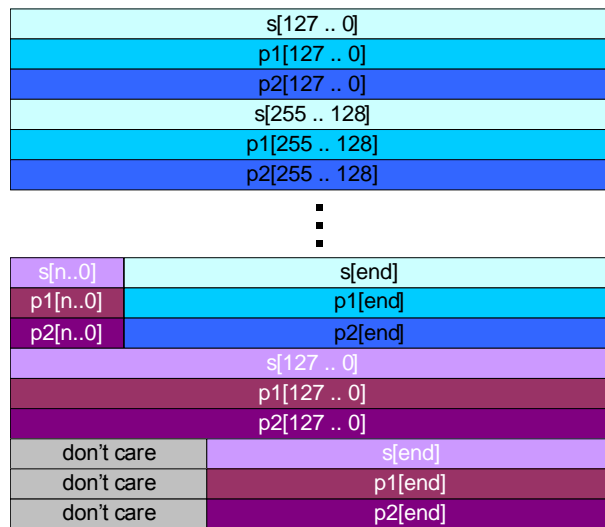 s[127 .. 0]
p1[127 .. 0]
p2[127 .. 0]
s[255 .. 128]
p1[255 .. 128]
p2[255 .. 128]
s[n..0] s[end]
p1[n..0] p1[end]
p2[n..0] p2[end]
s[127 .. 0]
p1[127 .. 0]
p2[127 .. 0]
don't care s[end]
don't care p1[end]
don't care p2[end]